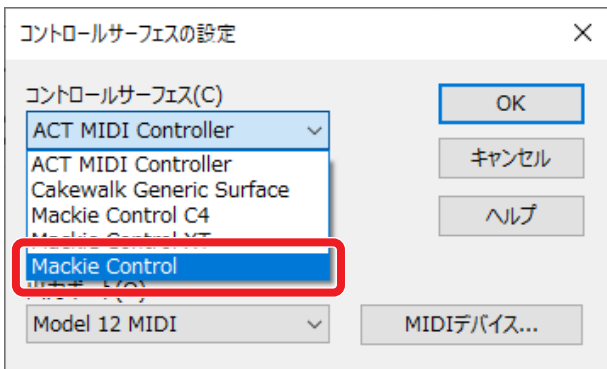 コントロールサーフェスの設定
コントロールサーフェス(C)
ACT MIDI Controller
OK
ACT MIDI Controller
Cakewalk Generic Surface
Mackie Control C4
キャンセル
ヘルプ
Mackie Control
Model 12 MIDI
MIDIデバイス...